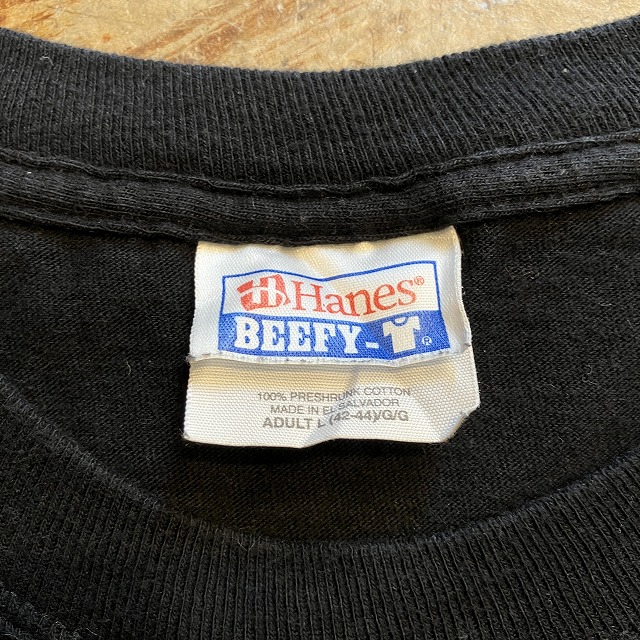 Hanes®
BEEFY-T®
100% PRESHRUNK COTTON
MADE IN EL SALVADOR
ADULT L (42-44)/G/G